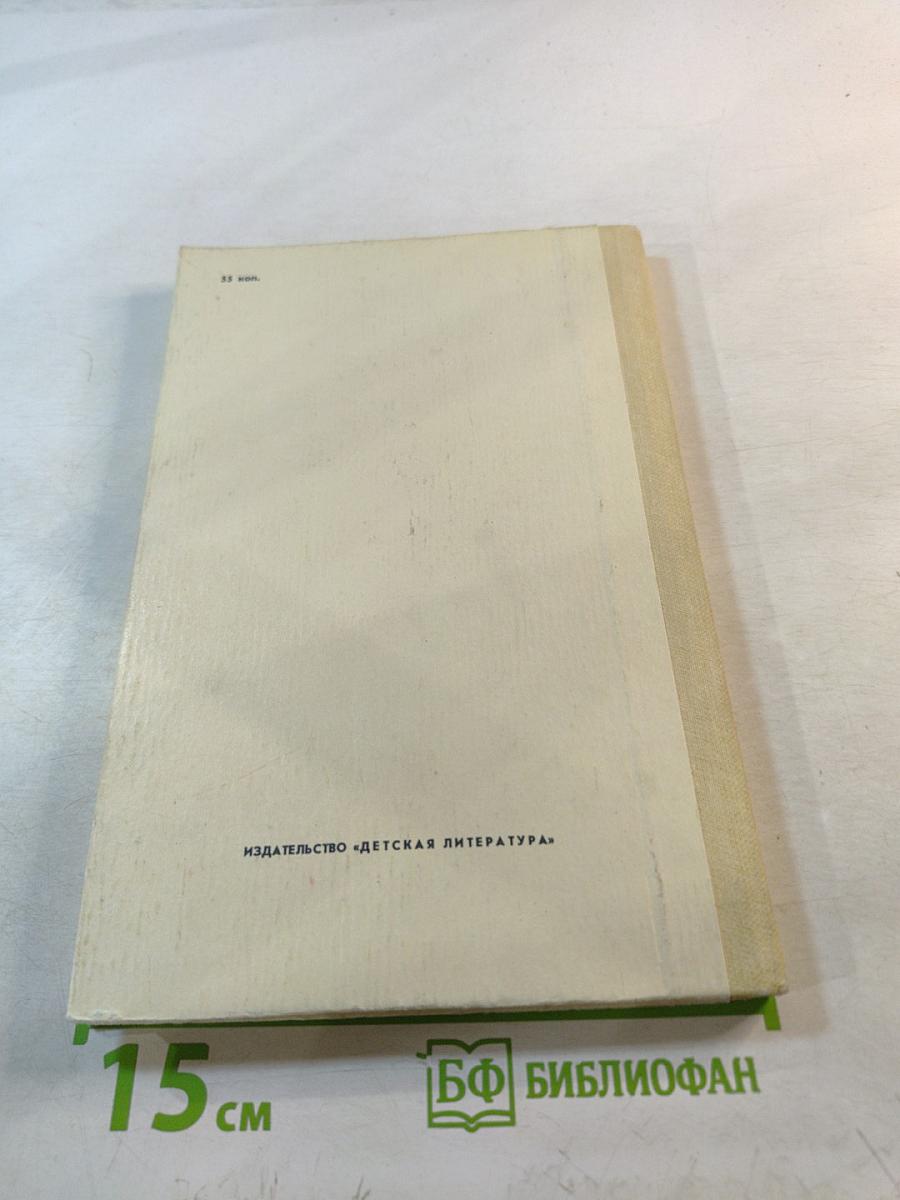 55 коп.
ИЗДАТЕЛЬСТВО «ДЕТСКАЯ ЛИТЕРАТУРА»
15 см
БФ БИБЛИОФАН